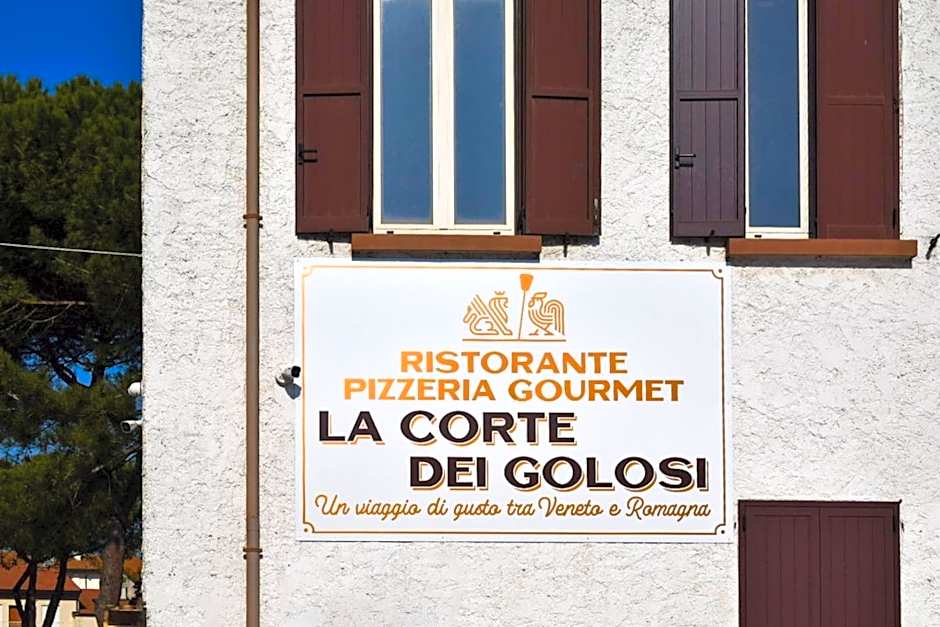 RISTORANTE
PIZZERIA GOURMET
LA CORTE
DEI GOLOSI
Un viaggio di gusto tra Veneto e Romagna